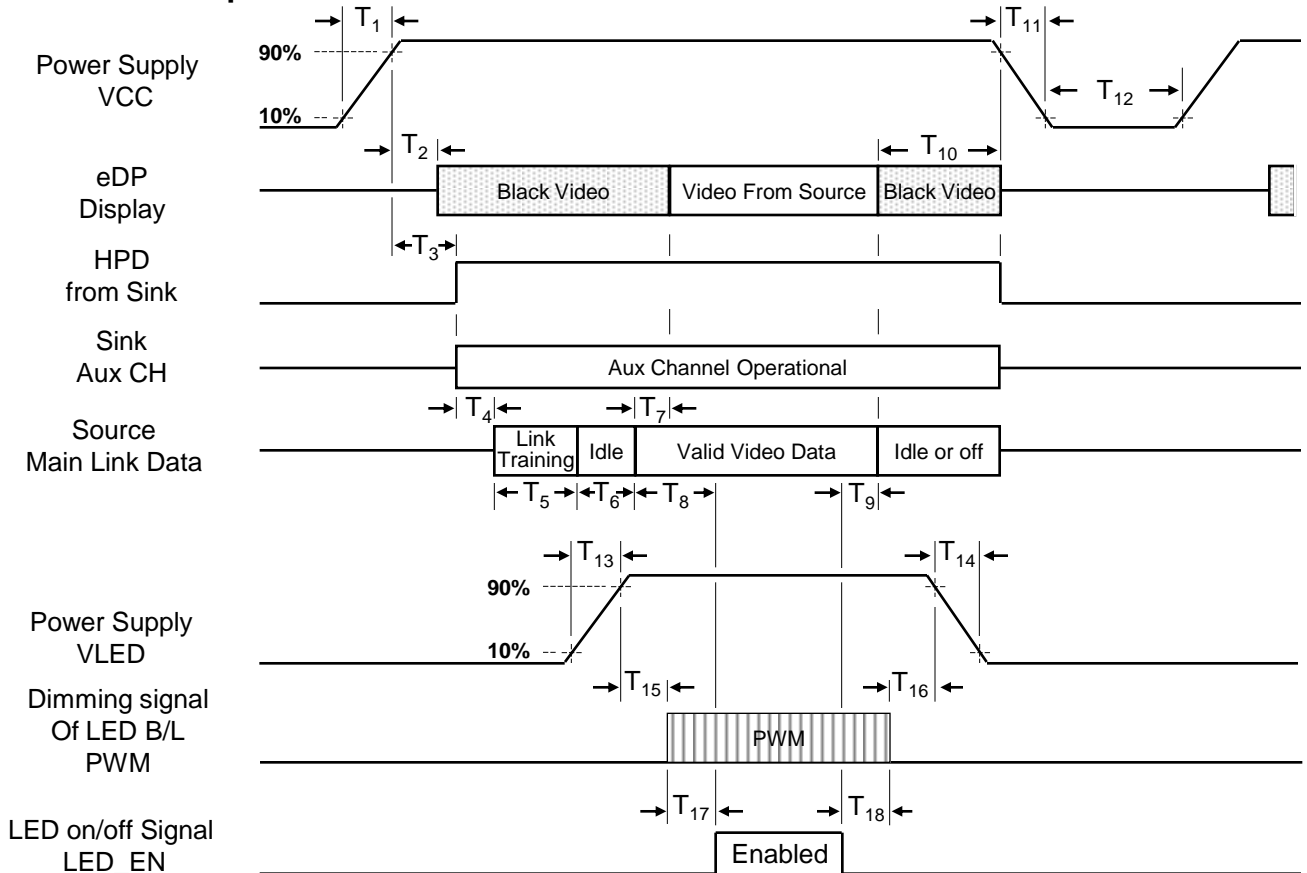 T1
T11
90%
Power Supply
VCC
T12
10%
T2
T10
eDP
Display
Black Video
Video From Source
Black Video
T3
HPD
from Sink
Sink
Aux CH
Aux Channel Operational
T4
T7
Source
Main Link Data
Link
Training
Idle
Valid Video Data
Idle or off
T5
T6
T8
T9
T13
T14
90%
Power Supply
VLED
10%
T15
T16
Dimming signal
Of LED B/L
PWM
PWM
T17
T18
LED on/off Signal
LED_EN
Enabled